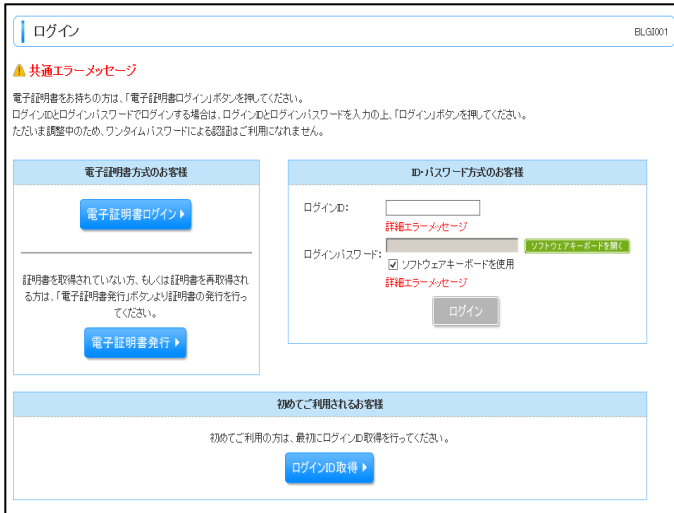 ログイン
BLGI001
共通エラーメッセージ
電子証明書をお持ちの方は、「電子証明書ログイン」ボタンを押してください。
ログインIDとログインパスワードでログインする場合は、ログインIDとログインパスワードを入力の上、「ログイン」ボタンを押してください。
ただいま調整中のため、ワンタイムパスワードによる認証はご利用になれません。
電子証明書方式のお客様
電子証明書ログイン
証明書を取得されていない方、もしくは証明書を再取得され
る方は、「電子証明書発行」ボタンより証明書の発行を行っ
てください。
電子証明書発行
ID・パスワード方式のお客様
ログインID:
詳細エラーメッセージ
ログインパスワード:
ソフトウェアキーボードを開く
ソフトウェアキーボードを使用
詳細エラーメッセージ
ログイン
初めてご利用されるお客様
初めてご利用の方は、最初にログインID取得を行ってください。
ログインID取得